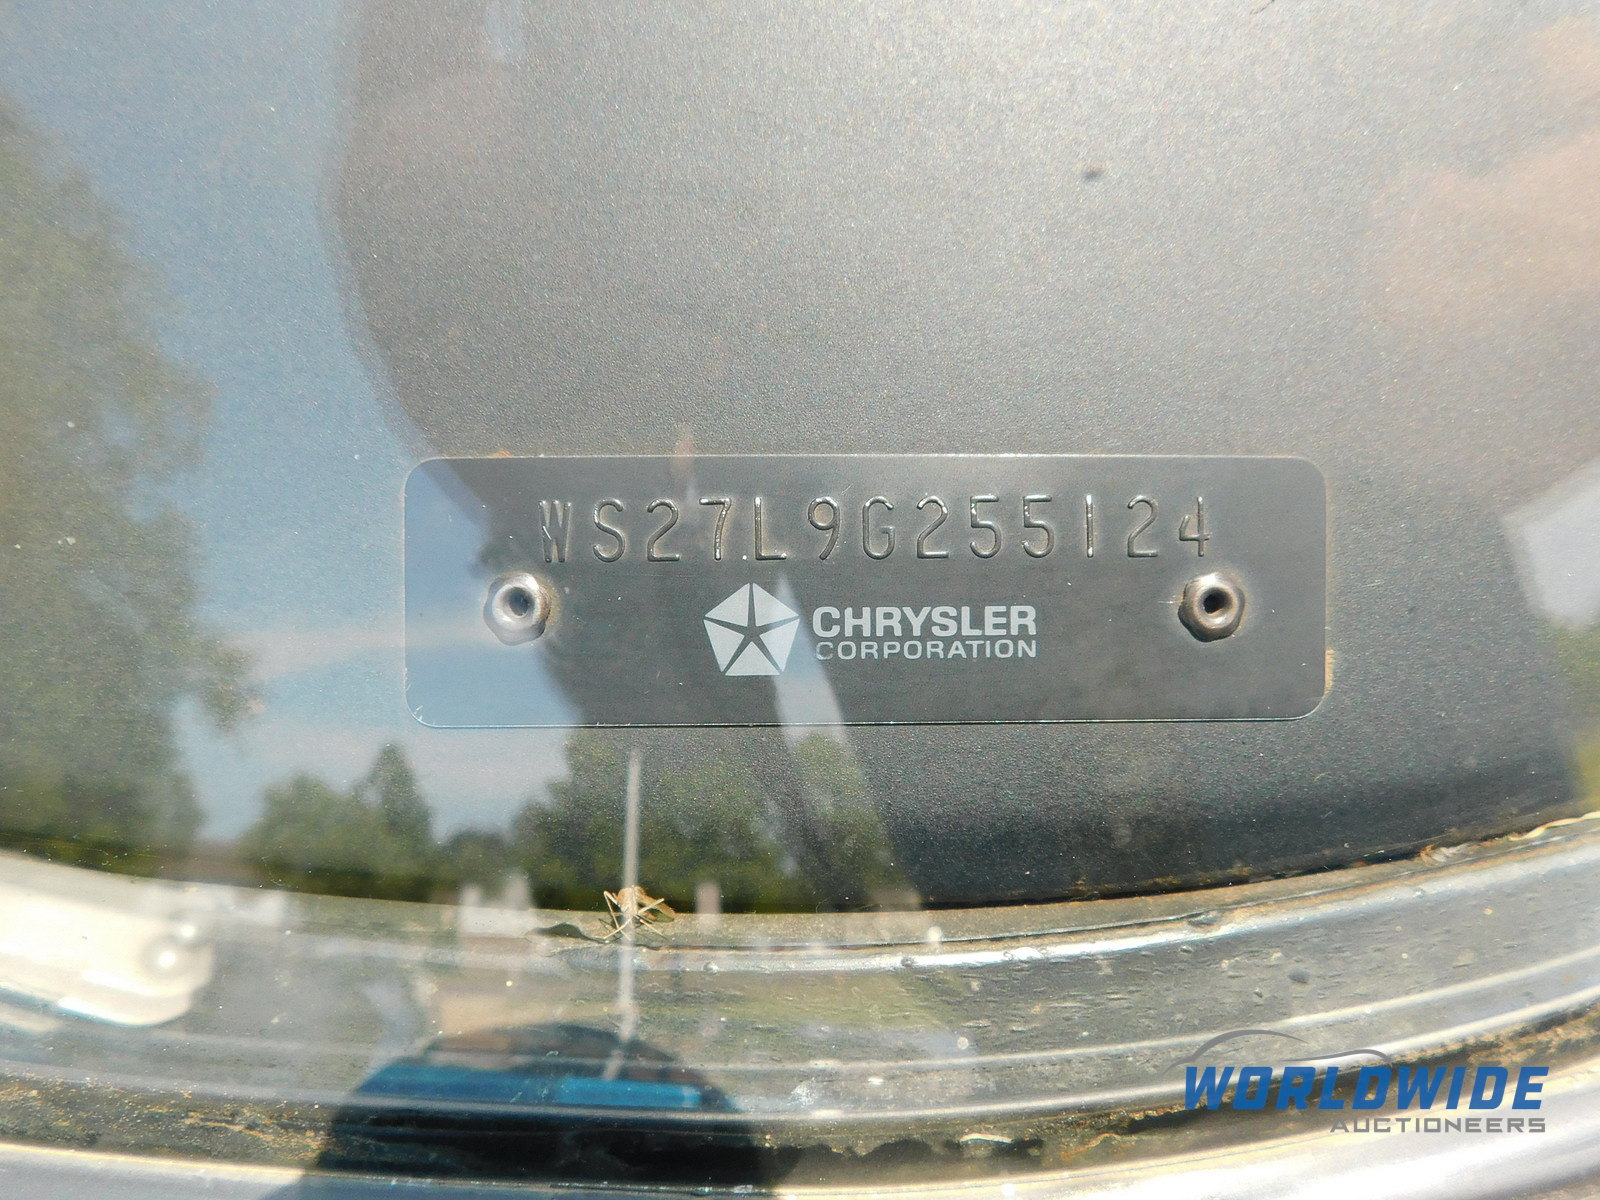 WS27L9G255124
CHRYSLER
CORPORATION
WORLDWIDE
AUCTIONEERS